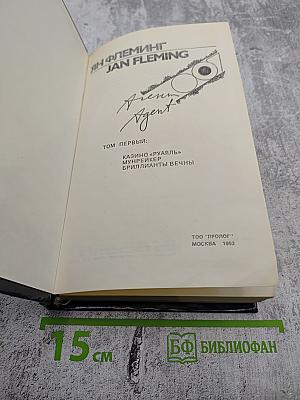 ЯН ФЛЕМИНГ
JAN FLEMING
Агент
Agent
ТОМ ПЕРВЫЙ:
КАЗИНО «РУАЯЛЬ»
МУНРЕЙКЕР
БРИЛЛИАНТЫ ВЕЧНЫ
ТОО "ПРОЛОГ"
МОСКВА 1993
15 см
БФ БИБЛИОФАН